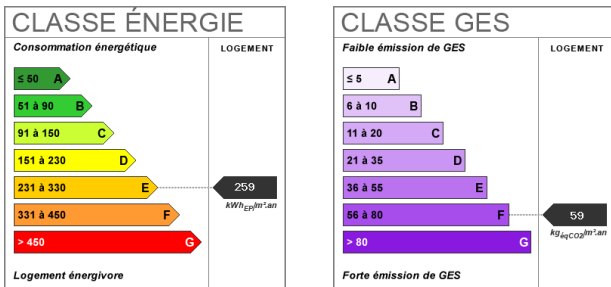 CLASSE ÉNERGIE
Consommation énergétique
LOGEMENT
≤ 50 A
51 à 90 B
91 à 150 C
151 à 230 D
231 à 330 E
259
kWhEP/m².an
331 à 450 F
> 450 G
Logement énergivore
CLASSE GES
Faible émission de GES
LOGEMENT
≤ 5 A
6 à 10 B
11 à 20 C
21 à 35 D
36 à 55 E
56 à 80 F
59
kgéqCO2/m².an
> 80 G
Forte émission de GES